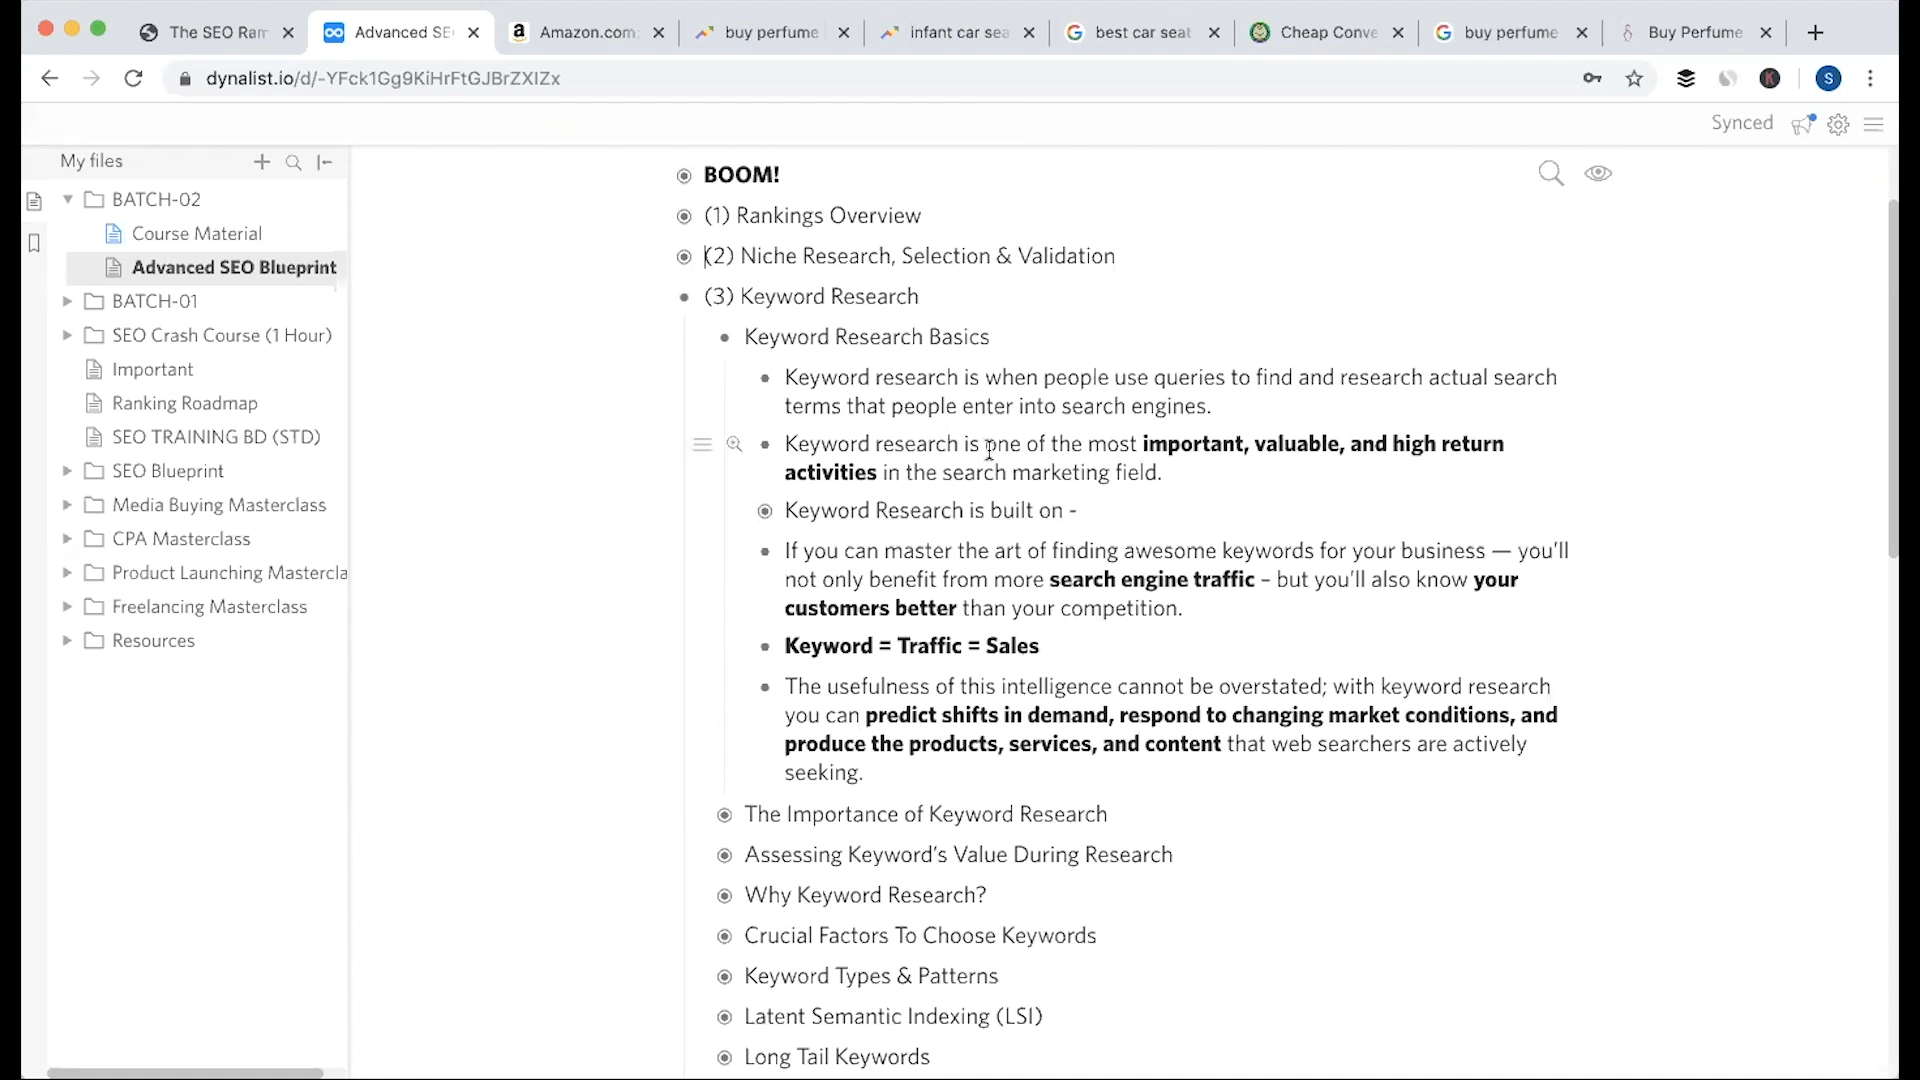 The SEO Ram
Advanced SE
Amazon.com:
buy perfume
infant car sea
best car seat
Cheap Conve
buy perfume
Buy Perfume
dynalist.io/d/-YFck1Gg9KiHrFtGJBrZXIZx
S
Synced
My files
BATCH-02
Course Material
Advanced SEO Blueprint
BATCH-01
SEO Crash Course (1 Hour)
Important
Ranking Roadmap
SEO TRAINING BD (STD)
SEO Blueprint
Media Buying Masterclass
CPA Masterclass
Product Launching Mastercla
Freelancing Masterclass
Resources
BOOM!
(1) Rankings Overview
(2) Niche Research, Selection & Validation
(3) Keyword Research
Keyword Research Basics
Keyword research is when people use queries to find and research actual search
terms that people enter into search engines.
Keyword research is one of the most important, valuable, and high return
activities in the search marketing field.
Keyword Research is built on -
If you can master the art of finding awesome keywords for your business — you'll
not only benefit from more search engine traffic – but you'll also know your
customers better than your competition.
Keyword = Traffic = Sales
The usefulness of this intelligence cannot be overstated; with keyword research
you can predict shifts in demand, respond to changing market conditions, and
produce the products, services, and content that web searchers are actively
seeking.
The Importance of Keyword Research
Assessing Keyword's Value During Research
Why Keyword Research?
Crucial Factors To Choose Keywords
Keyword Types & Patterns
Latent Semantic Indexing (LSI)
Long Tail Keywords